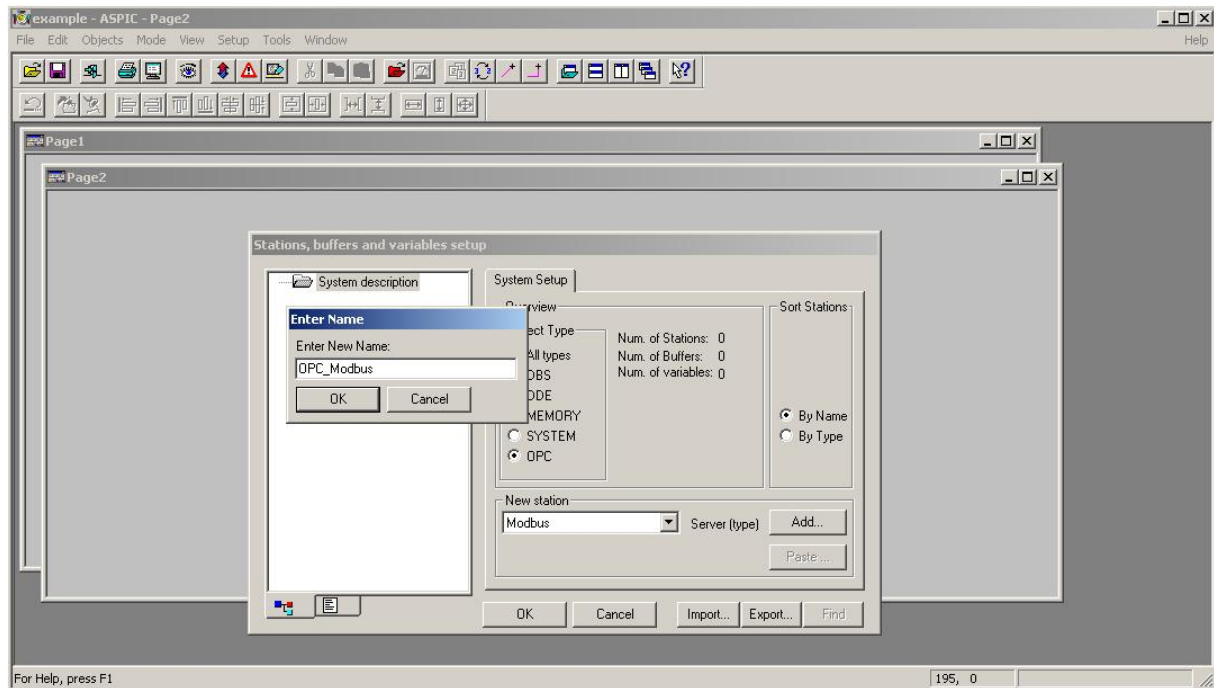 example - ASPIC - Page2
File Edit Objects Mode View Setup Tools Window Help
Page1
Page2
Stations, buffers and variables setup
System description
System Setup
Enter Name
Enter New Name:
OPC_Modbus
OK Cancel
All types
MEMORY
SYSTEM
OPC
Num. of Stations: 0
Num. of Buffers: 0
Num. of variables: 0
Sort Stations
By Name
By Type
New station
Modbus
Server (type)
Add...
Paste ...
OK Cancel Import... Export... Find
For Help, press F1
195, 0